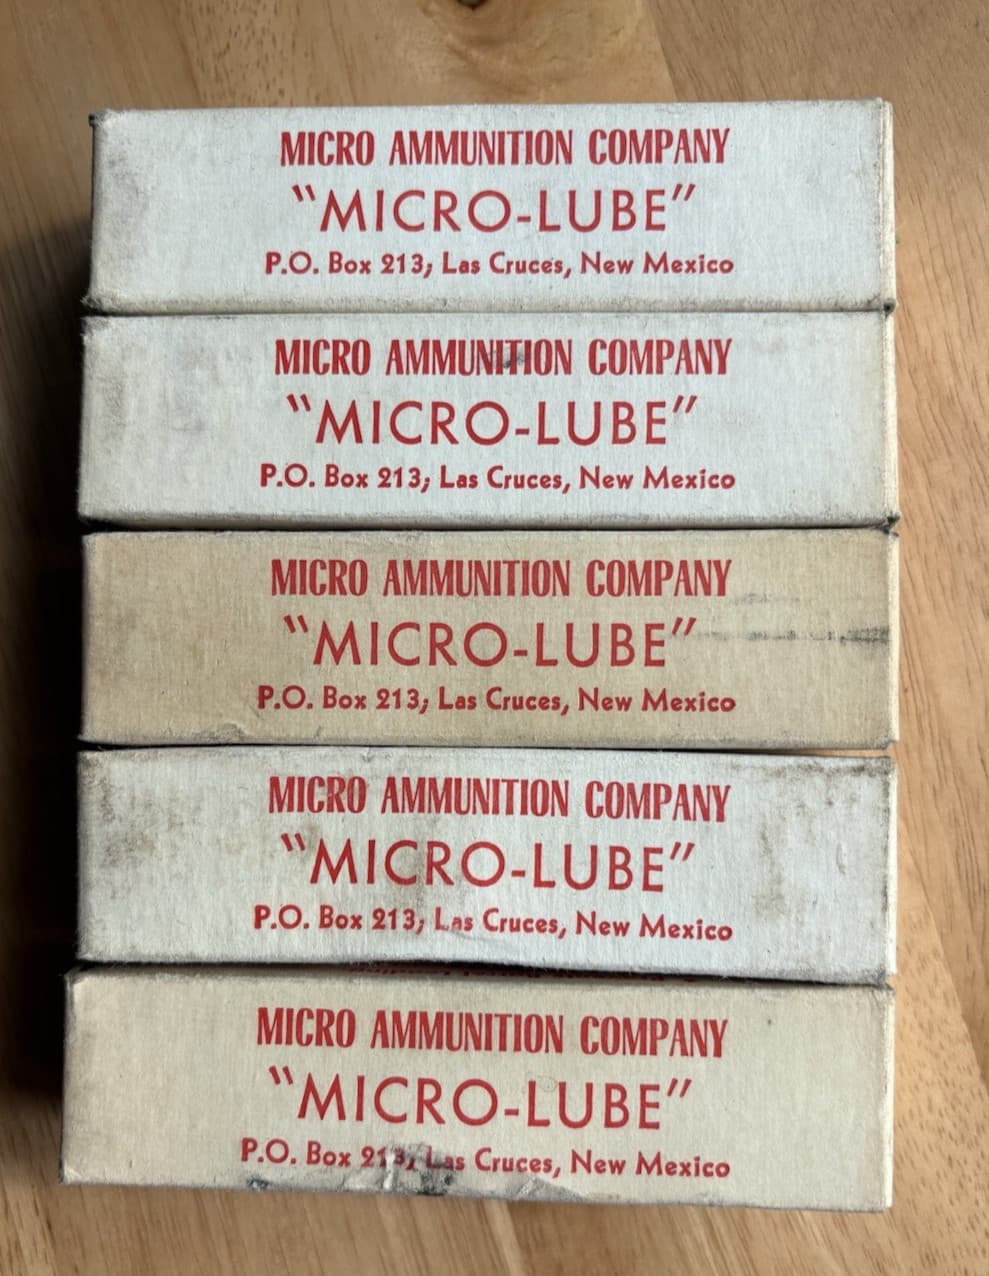 MICRO AMMUNITION COMPANY
"MICRO-LUBE"
P.O. Box 213; Las Cruces, New Mexico
MICRO AMMUNITION COMPANY
"MICRO-LUBE"
P.O. Box 213; Las Cruces, New Mexico
MICRO AMMUNITION COMPANY
"MICRO-LUBE"
P.O. Box 213; Las Cruces, New Mexico
MICRO AMMUNITION COMPANY
"MICRO-LUBE"
P.O. Box 213; Las Cruces, New Mexico
MICRO AMMUNITION COMPANY
"MICRO-LUBE"
P.O. Box 213; Las Cruces, New Mexico